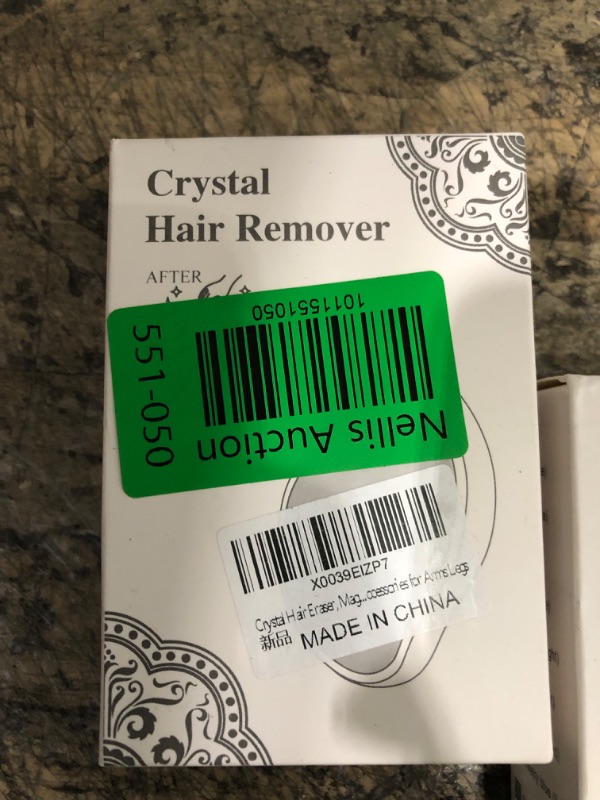 Crystal
Hair Remover
AFTER
1011551050
551-050
Nellis Auction
X0039EIZP7
Crystal Hair Eraser, Mag...ccessories for Arms Legs
新品 MADE IN CHINA